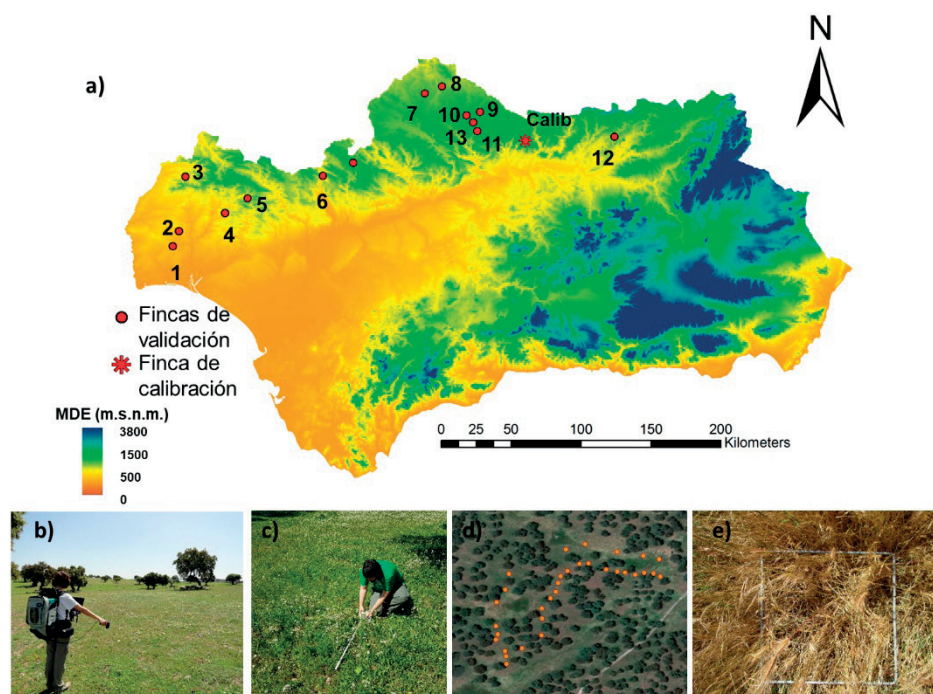 N
a)
8
7
9
10
Calib
13
11
12
3
5
6
4
2
1
Fincas de
validación
Finca de
calibración
MDE (m.s.n.m.)
3800
1500
500
0
0 25 50 100 150 200
Kilometers
b)
c)
d)
e)